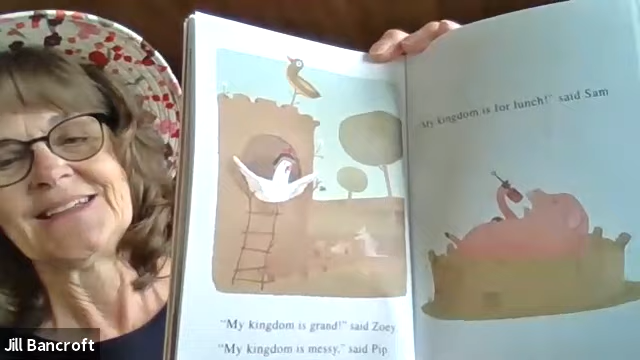 "My kingdom is grand!" said Zoey.
"My kingdom is messy," said Pip.
"My kingdom is for lunch!" said Sam
Jill Bancroft